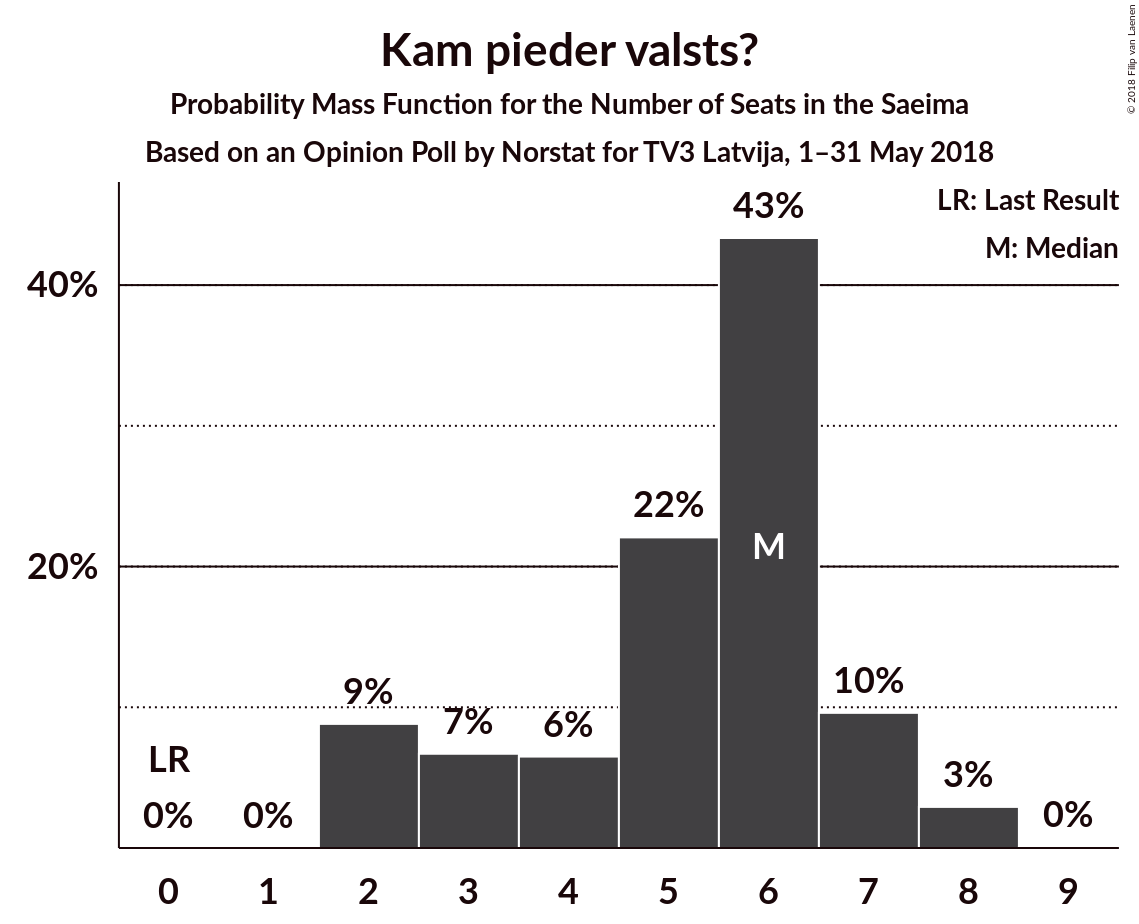 Kam pieder valsts?
Probability Mass Function for the Number of Seats in the Saeima
Based on an Opinion Poll by Norstat for TV3 Latvija, 1–31 May 2018
© 2018 Filip van Laenen
LR: Last Result
M: Median
43%
40%
22%
M
20%
10%
9%
7%
6%
LR
3%
0%
0%
0%
0 1 2 3 4 5 6 7 8 9